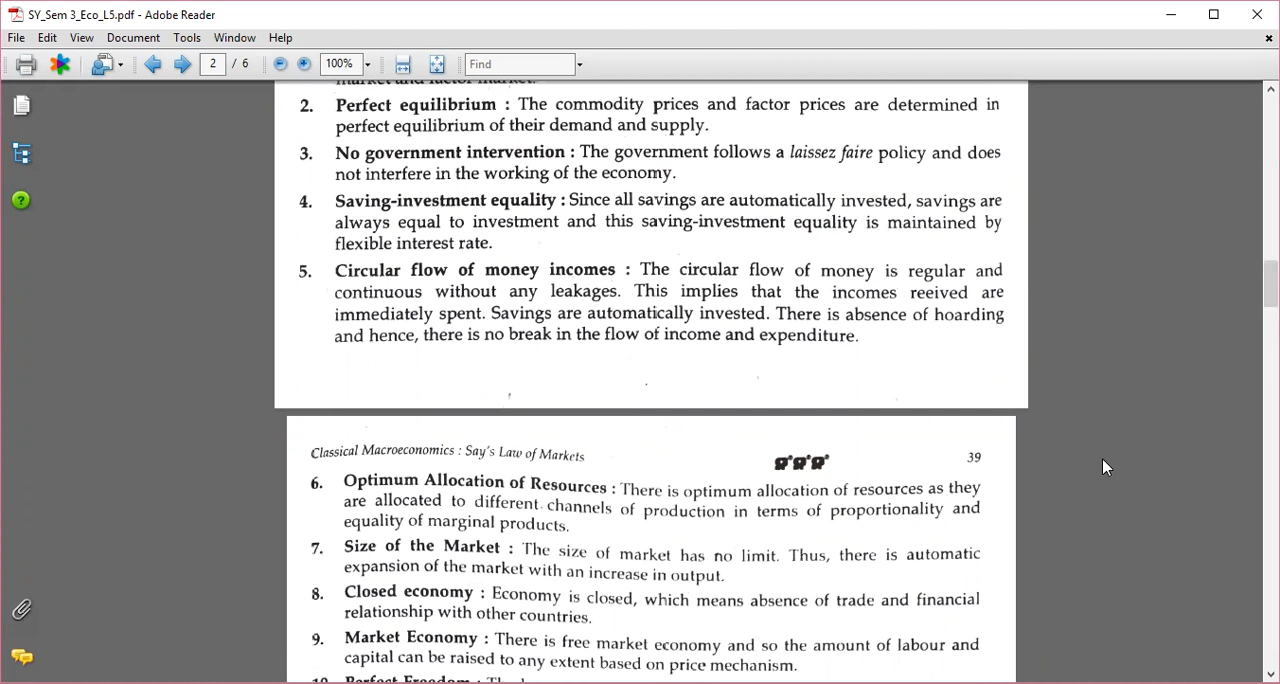 SY_Sem 3_Eco_L5.pdf - Adobe Reader
File Edit View Document Tools Window Help
2 / 6 100% Find
market and factor market.
2. Perfect equilibrium : The commodity prices and factor prices are determined in
perfect equilibrium of their demand and supply.
3. No government intervention : The government follows a laissez faire policy and does
not interfere in the working of the economy.
4. Saving-investment equality : Since all savings are automatically invested, savings are
always equal to investment and this saving-investment equality is maintained by
flexible interest rate.
5. Circular flow of money incomes : The circular flow of money is regular and
continuous without any leakages. This implies that the incomes reeived are
immediately spent. Savings are automatically invested. There is absence of hoarding
and hence, there is no break in the flow of income and expenditure.
Classical Macroeconomics : Say's Law of Markets 39
6. Optimum Allocation of Resources : There is optimum allocation of resources as they
are allocated to different channels of production in terms of proportionality and
equality of marginal products.
7. Size of the Market : The size of market has no limit. Thus, there is automatic
expansion of the market with an increase in output.
8. Closed economy : Economy is closed, which means absence of trade and financial
relationship with other countries.
9. Market Economy : There is free market economy and so the amount of labour and
capital can be raised to any extent based on price mechanism.
10. Perfect Freedom : The